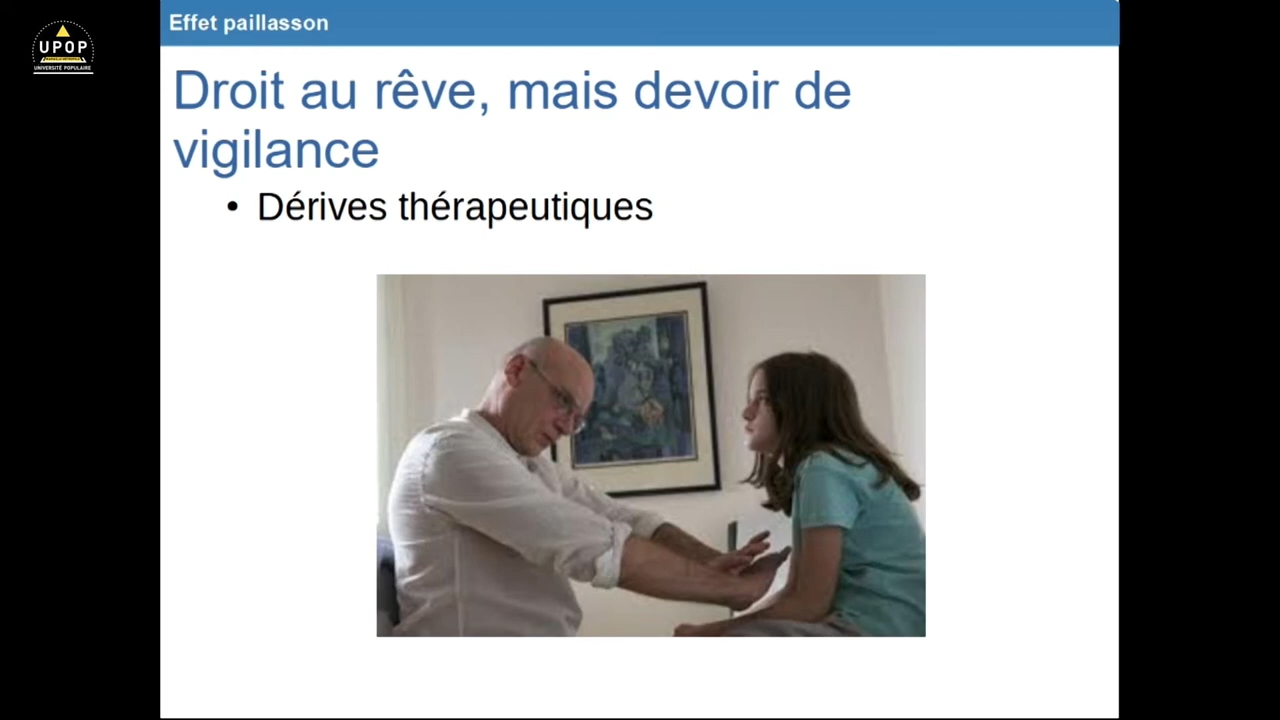 Effet paillasson
UPOP
UNIVERSITÉ POPULAIRE
Droit au rêve, mais devoir de
vigilance
• Dérives thérapeutiques